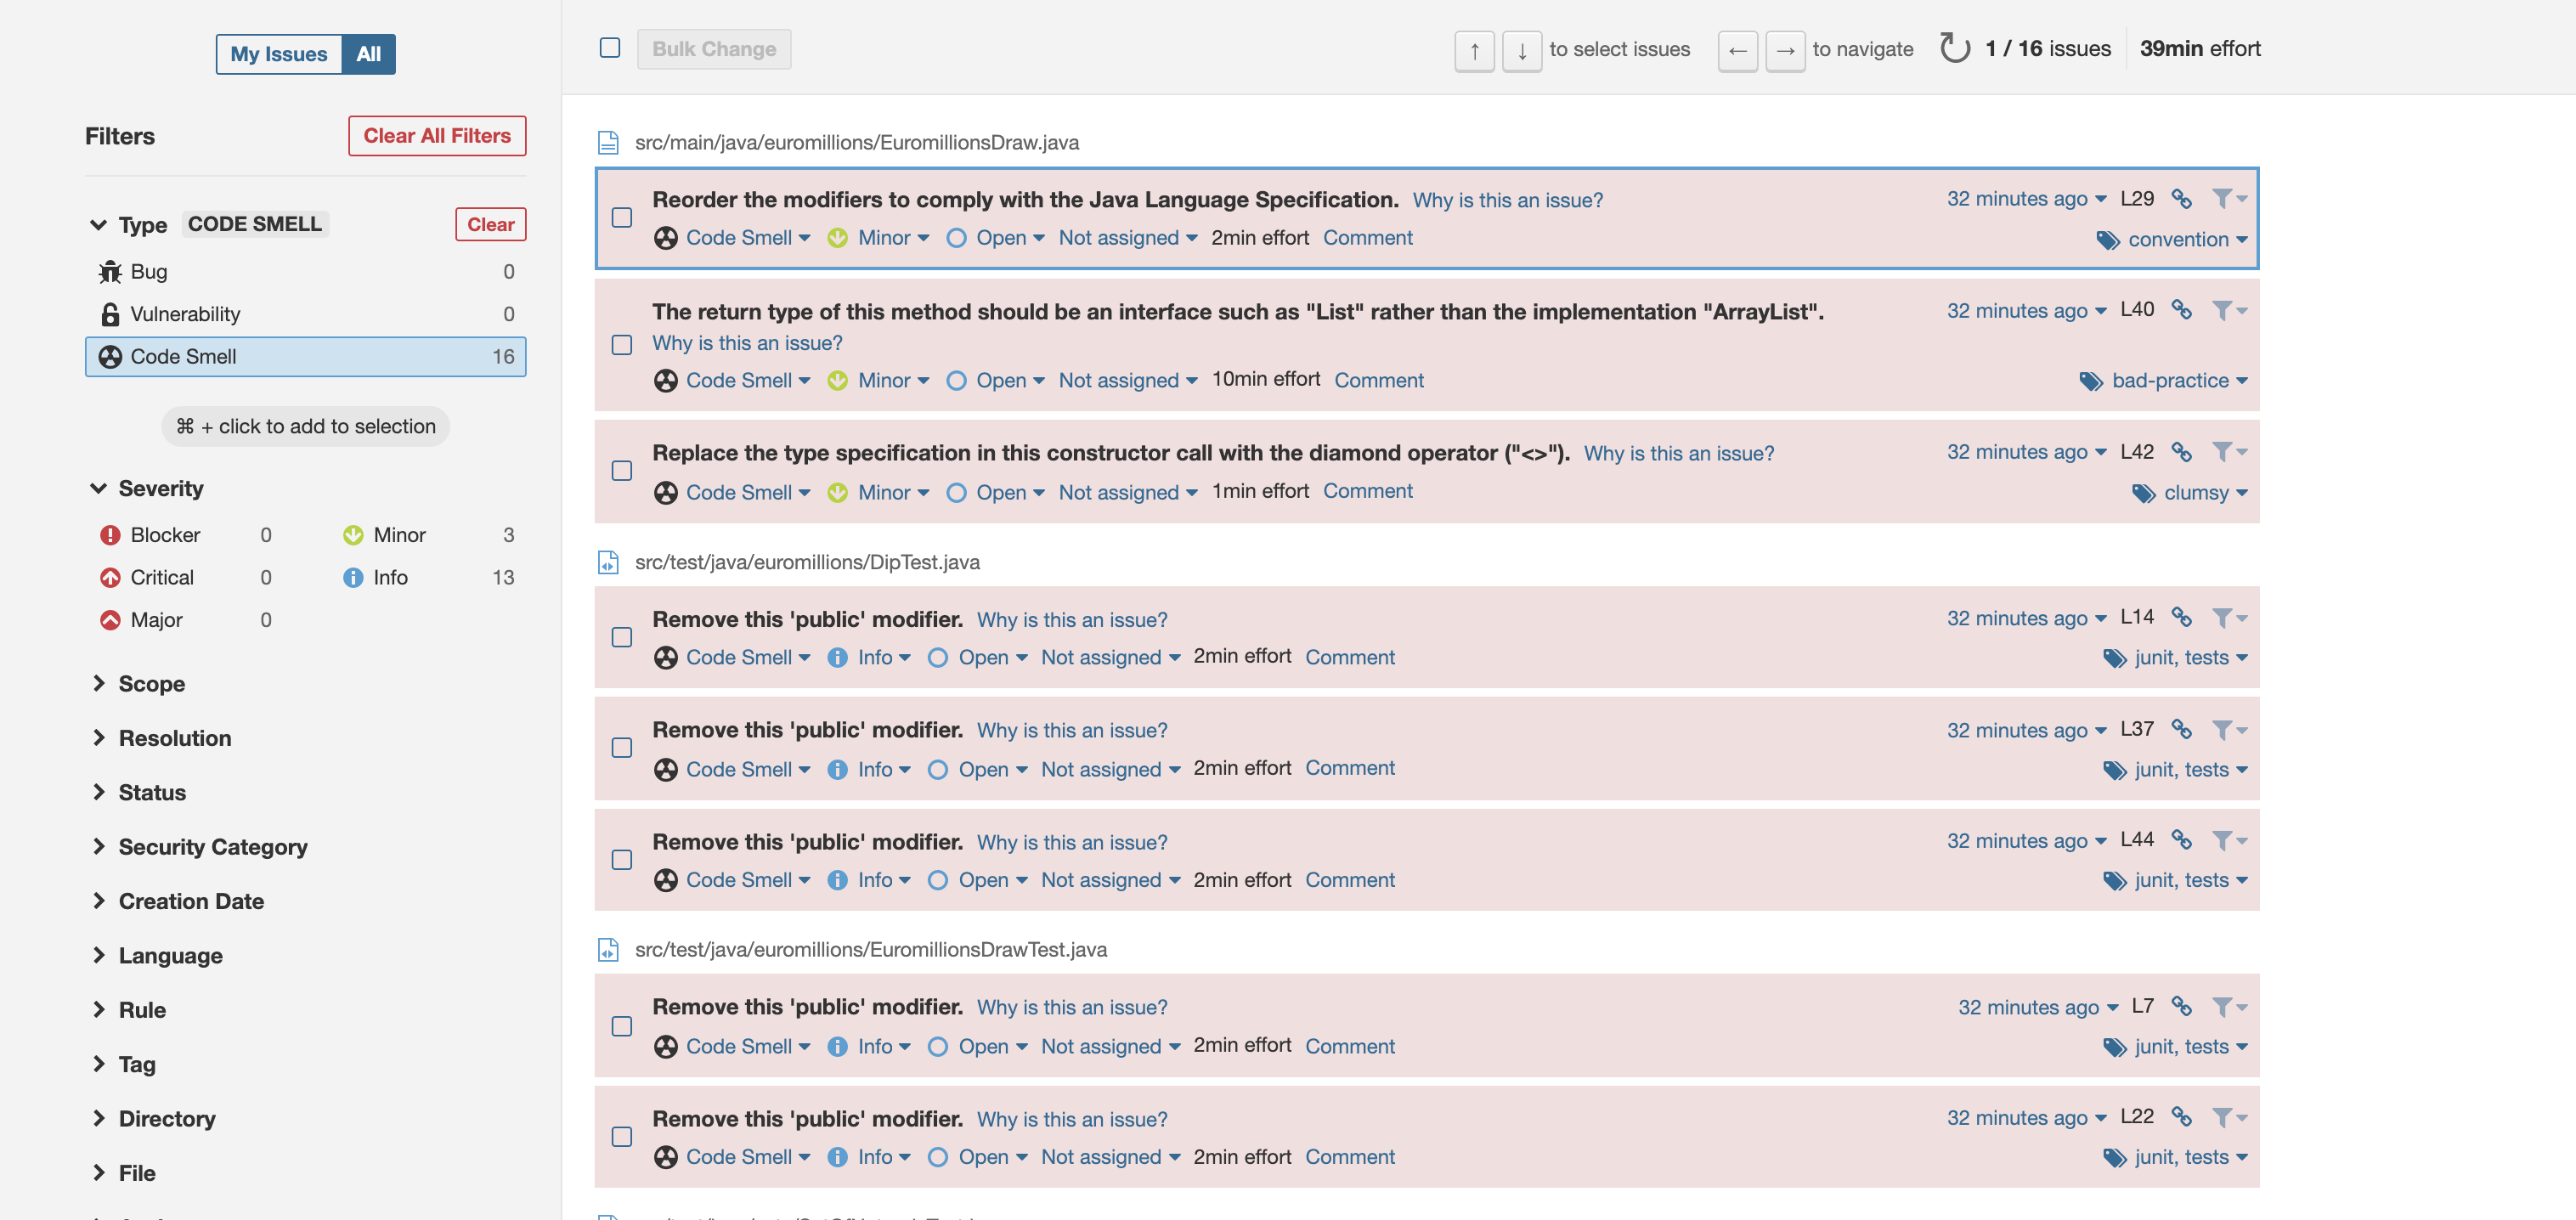 My Issues All
Bulk Change
↑ ↓ to select issues ← → to navigate 1 / 16 issues 39min effort
Filters Clear All Filters
Type CODE SMELL Clear
Bug 0
Vulnerability 0
Code Smell 16
⌘ + click to add to selection
Severity
Blocker 0 Minor 3
Critical 0 Info 13
Major 0
Scope
Resolution
Status
Security Category
Creation Date
Language
Rule
Tag
Directory
File
src/main/java/euromillions/EuromillionsDraw.java
Reorder the modifiers to comply with the Java Language Specification. Why is this an issue? 32 minutes ago L29
Code Smell Minor Open Not assigned 2min effort Comment convention
The return type of this method should be an interface such as "List" rather than the implementation "ArrayList". 32 minutes ago L40
Why is this an issue?
Code Smell Minor Open Not assigned 10min effort Comment bad-practice
Replace the type specification in this constructor call with the diamond operator ("<>"). Why is this an issue? 32 minutes ago L42
Code Smell Minor Open Not assigned 1min effort Comment clumsy
src/test/java/euromillions/DipTest.java
Remove this 'public' modifier. Why is this an issue? 32 minutes ago L14
Code Smell Info Open Not assigned 2min effort Comment junit, tests
Remove this 'public' modifier. Why is this an issue? 32 minutes ago L37
Code Smell Info Open Not assigned 2min effort Comment junit, tests
Remove this 'public' modifier. Why is this an issue? 32 minutes ago L44
Code Smell Info Open Not assigned 2min effort Comment junit, tests
src/test/java/euromillions/EuromillionsDrawTest.java
Remove this 'public' modifier. Why is this an issue? 32 minutes ago L7
Code Smell Info Open Not assigned 2min effort Comment junit, tests
Remove this 'public' modifier. Why is this an issue? 32 minutes ago L22
Code Smell Info Open Not assigned 2min effort Comment junit, tests